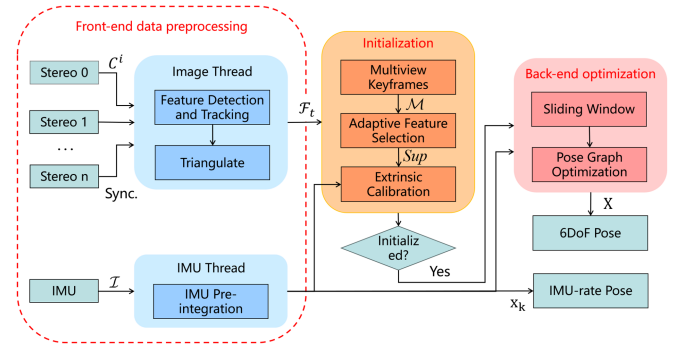 Front-end data preprocessing
Stereo 0
Stereo 1
...
Stereo n
C^i
Sync.
Image Thread
Feature Detection
and Tracking
Triangulate
ℱ_t
Initialization
Multiview
Keyframes
ℳ
Adaptive Feature
Selection
Sup
Extrinsic
Calibration
Initializ
ed?
Yes
Back-end optimization
Sliding Window
Pose Graph
Optimization
X
6DoF Pose
IMU
ℐ
IMU Thread
IMU Pre-
integration
x_k
IMU-rate Pose